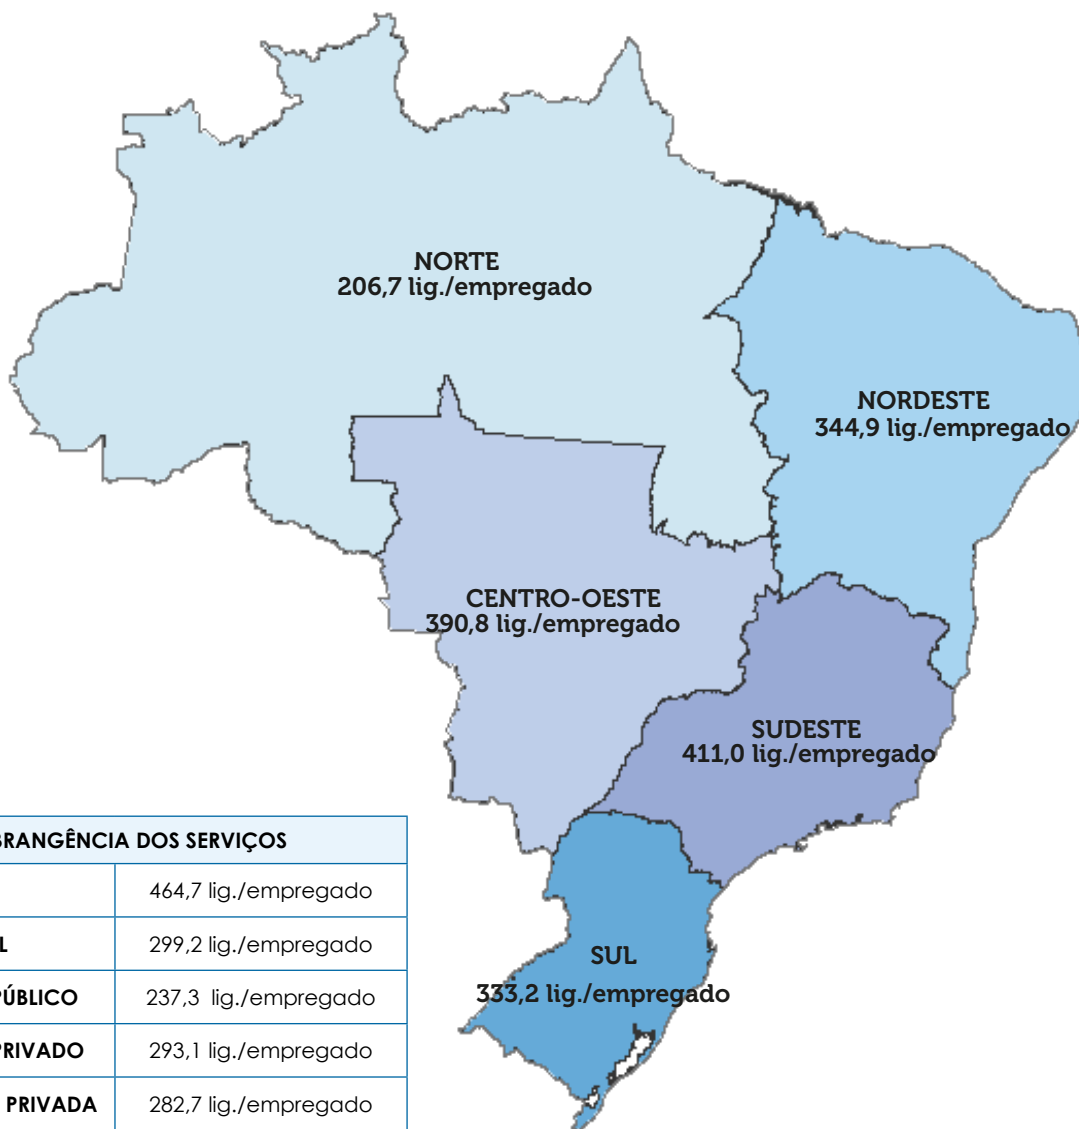 NORTE
206,7 lig./empregado
NORDESTE
344,9 lig./empregado
CENTRO-OESTE
390,8 lig./empregado
SUDESTE
411,0 lig./empregado
SUL
333,2 lig./empregado
BRANGÊNCIA DOS SERVIÇOS
464,7 lig./empregado
L 299,2 lig./empregado
PÚBLICO 237,3 lig./empregado
PRIVADO 293,1 lig./empregado
PRIVADA 282,7 lig./empregado